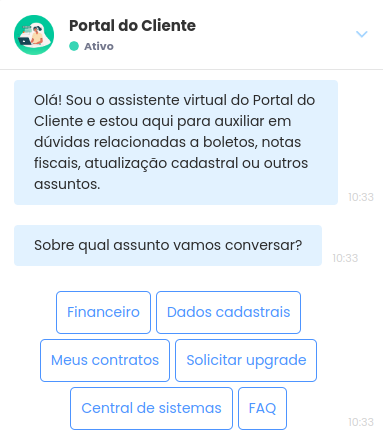 Portal do Cliente
Ativo
Olá! Sou o assistente virtual do Portal do
Cliente e estou aqui para auxiliar em
dúvidas relacionadas a boletos, notas
fiscais, atualização cadastral ou outros
assuntos.
10:33
Sobre qual assunto vamos conversar?
10:33
Financeiro
Dados cadastrais
Meus contratos
Solicitar upgrade
Central de sistemas
FAQ
10:33